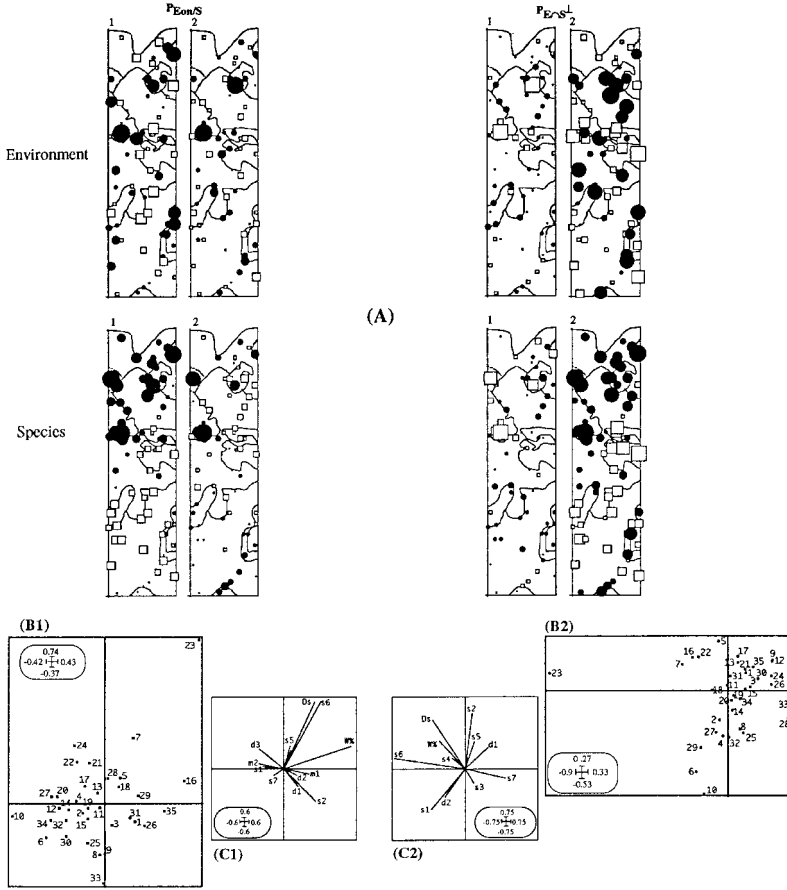 P Eon/S
P E∩S⊥
1 2
1 2
Environment
(A)
1 2
1 2
Species
(B1)
0.74
-0.42 0.43
-0.37
23
7
24
22 21
28 5
16
17 13 18
27 20 4 29
14 19
12 35
10 2 11 31
34 32 15 3 1 26
6 30 25
9
8
33
Ds s6
s5 W%
d3
m2
s1 d2 m1
s7
d1
s2
0.6
-0.6 0.6
-0.6
(C1)
s2
Ds
W% s5 d1
s6 s4
s7
s3
s1 d2
0.75
-0.75 0.75
-0.75
(C2)
(B2)
5
16 22 17 9
7 13 21 35 12
23 31 1 30 24
11 3 26
18 15
19
20 34 33
14
2 28
8
27
4 32 25
29
6
10
0.27
-0.91 0.33
-0.53